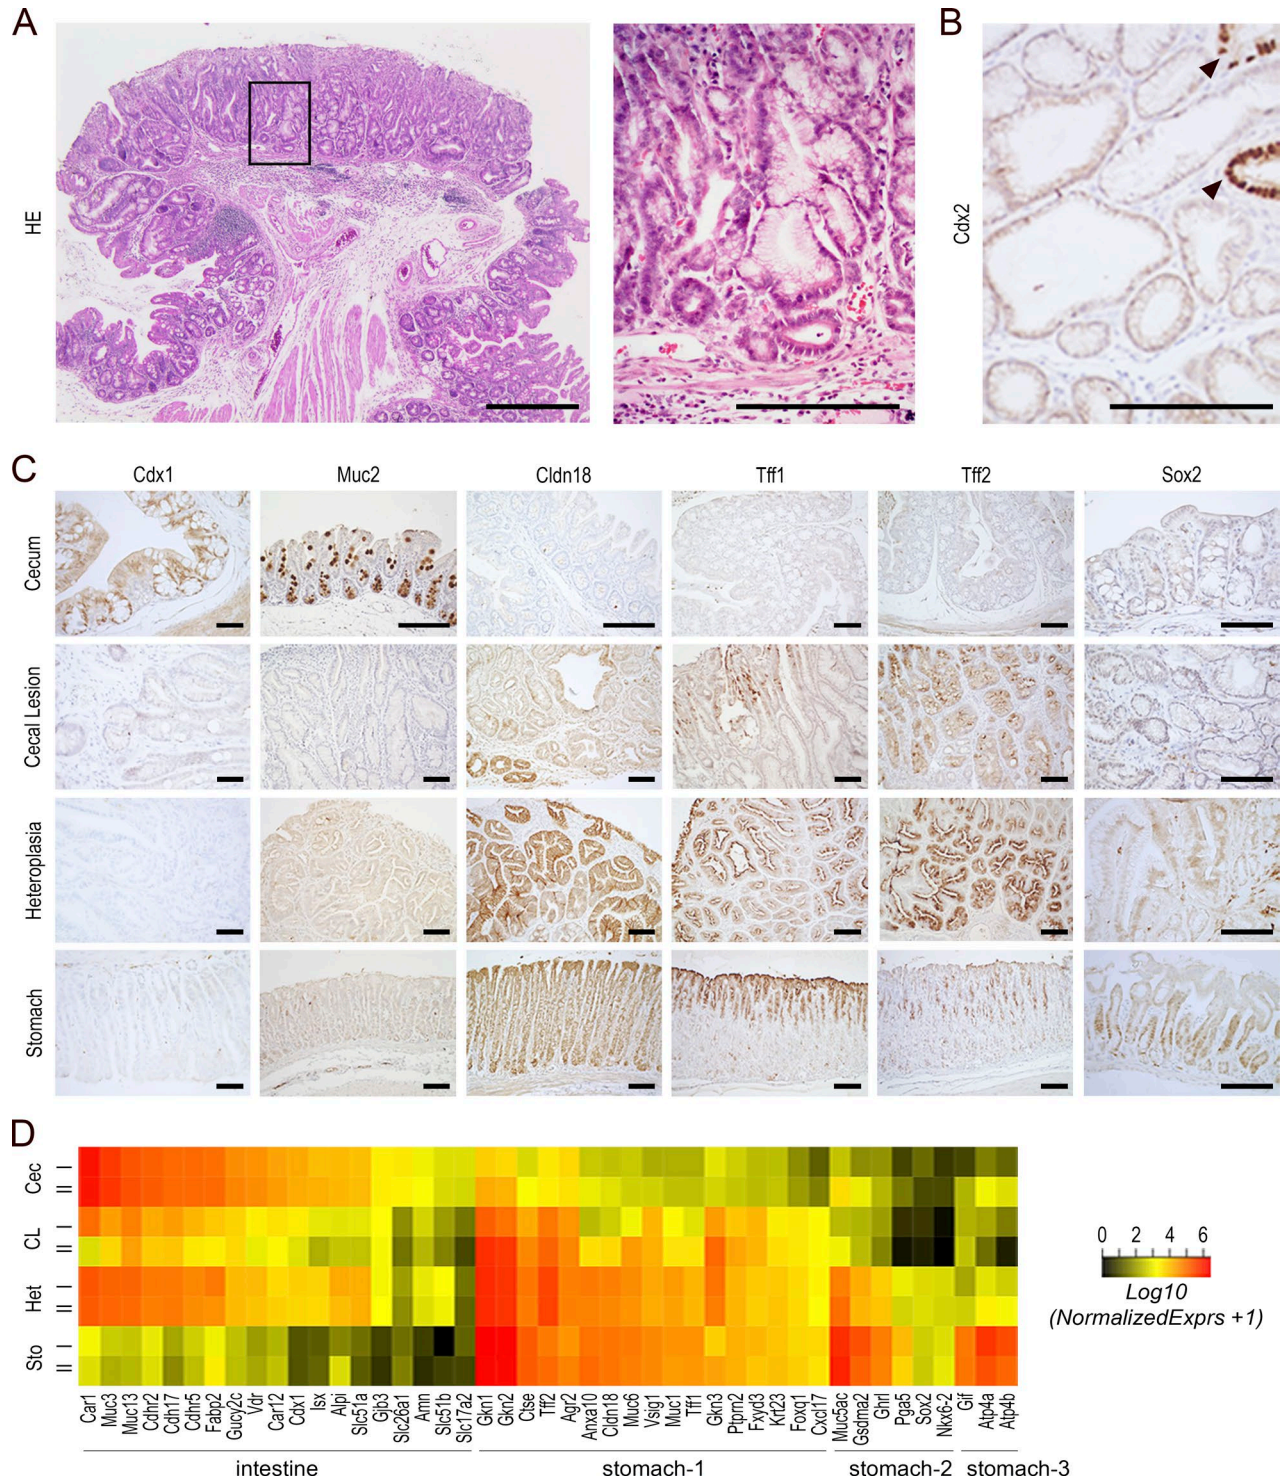 A
B
HE
Cdx2
C
Cdx1 Muc2 Cldn18 Tff1 Tff2 Sox2
Cecum
Cecal Lesion
Heteroplasia
Stomach
D
Cec I II
CL I II
Het I II
Sto I II
0 2 4 6
Log10
(NormalizedExprs +1)
Car1 Muc3 Muc13 Cdhr2 Cdh17 Cdhr5 Fabp2 Gucy2c Vdr Car12 Cdx1 Isx Alpi Slc51a Gjb3 Slc26a1 Amn Slc51b Slc17a2 Gkn1 Gkn2 Ctse Tff2 Agr2 Anxa10 Cldn18 Muc6 Vsig1 Muc1 Tff1 Gkn3 Ptprn2 Fxyd3 Krt23 Foxq1 Cxcl17 Muc5ac Gsdma2 Ghrl Pga5 Sox2 Nkx6-2 Gif Atp4a Atp4b
intestine stomach-1 stomach-2 stomach-3